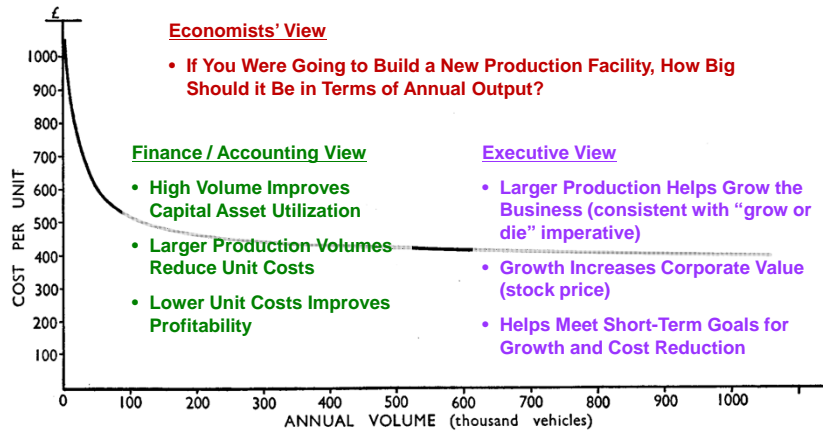 £
Economists' View
• If You Were Going to Build a New Production Facility, How Big
Should it Be in Terms of Annual Output?
Finance / Accounting View
• High Volume Improves
Capital Asset Utilization
• Larger Production Volumes
Reduce Unit Costs
• Lower Unit Costs Improves
Profitability
Executive View
• Larger Production Helps Grow the
Business (consistent with “grow or
die” imperative)
• Growth Increases Corporate Value
(stock price)
• Helps Meet Short-Term Goals for
Growth and Cost Reduction
COST PER UNIT
1000
1000
900
800
700
600
500
400
300
200
100
0 100 200 300 400 500 600 700 800 900 1000
ANNUAL VOLUME (thousand vehicles)